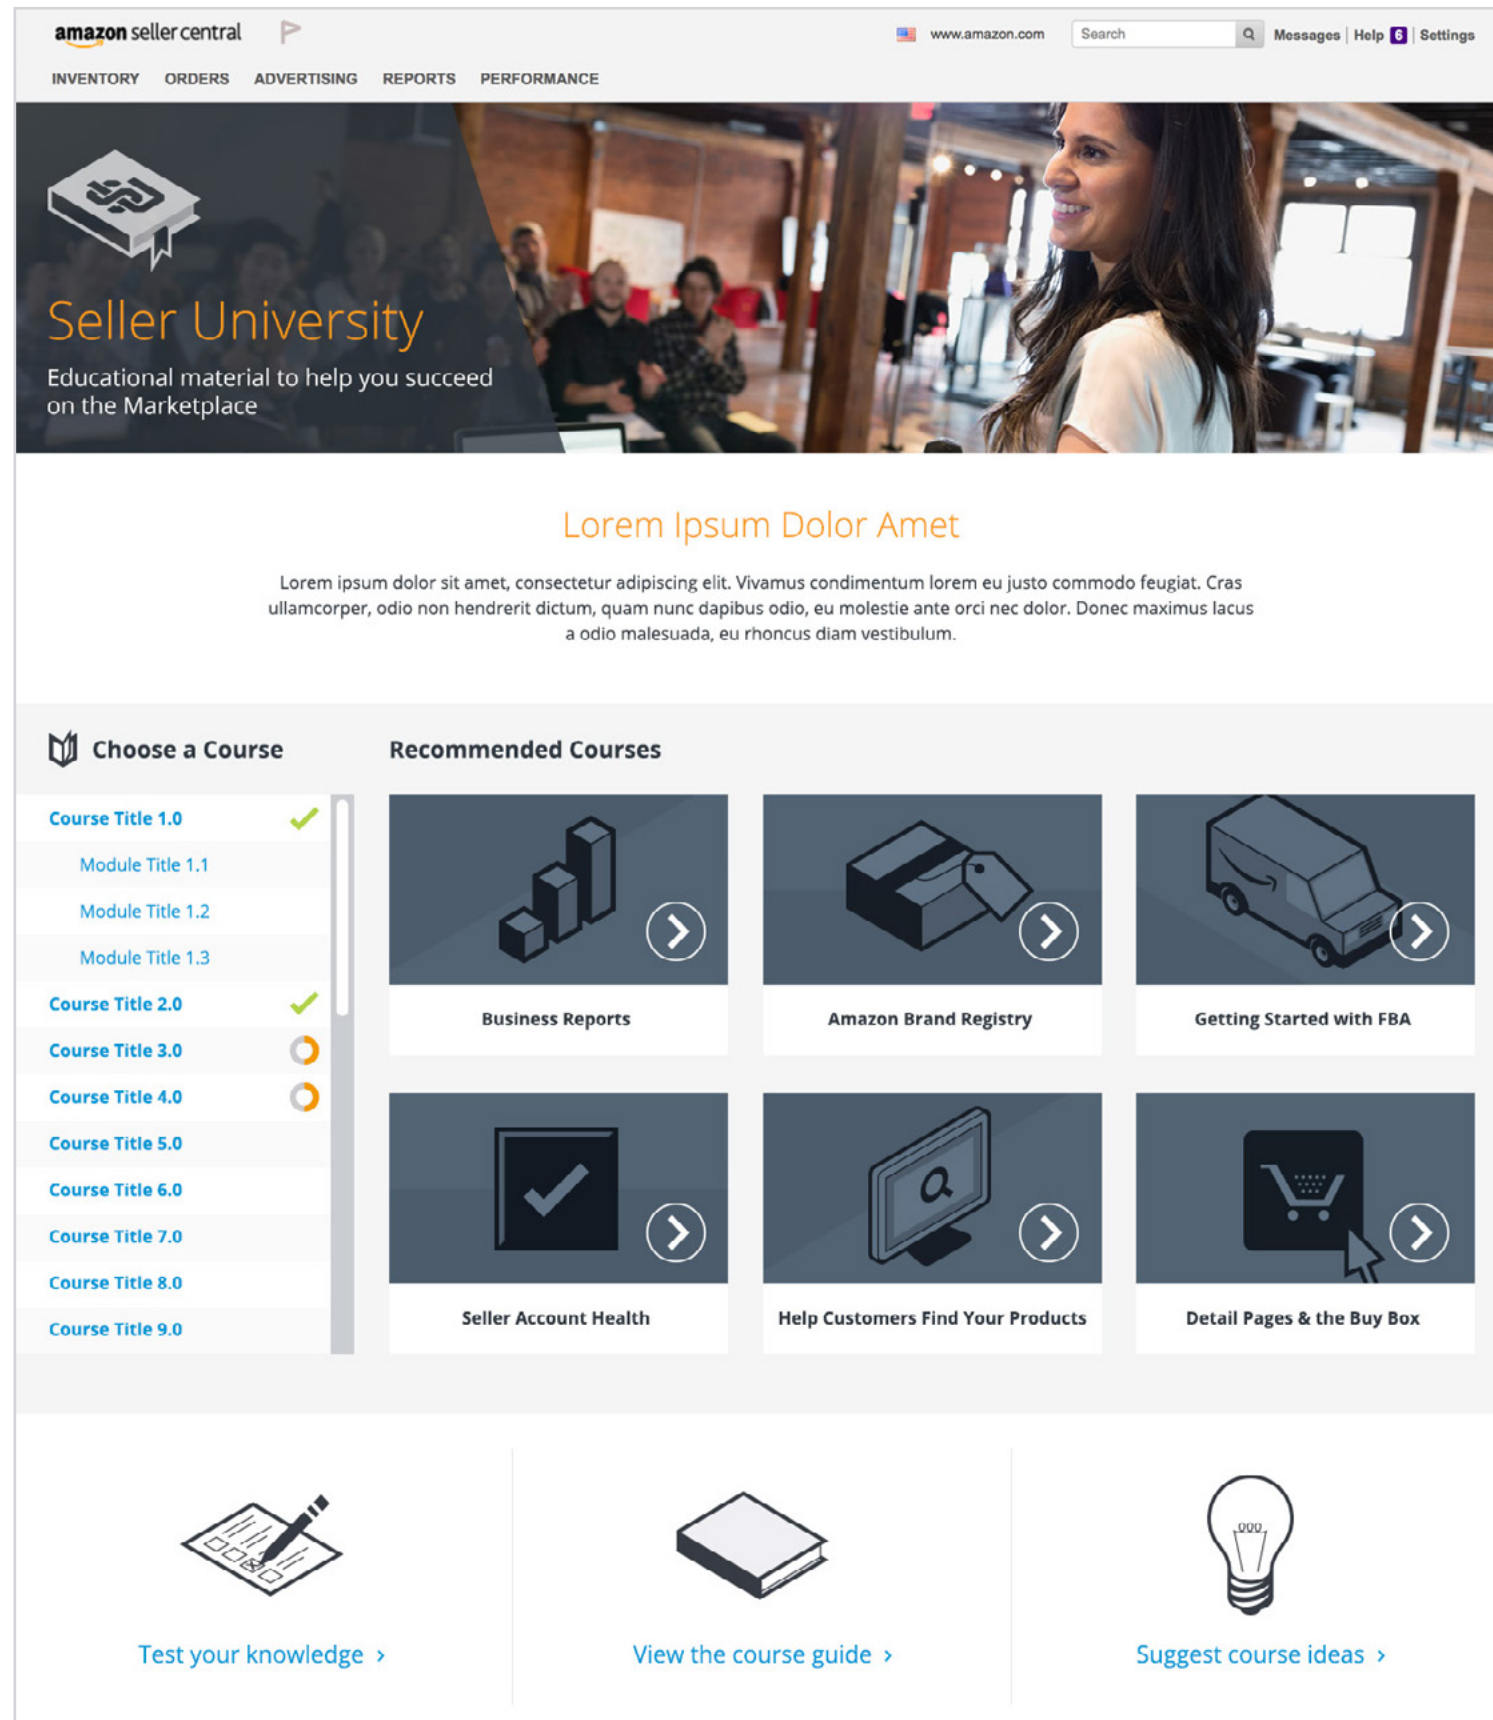 amazon seller central
www.amazon.com
Search
Messages | Help 6 | Settings
INVENTORY ORDERS ADVERTISING REPORTS PERFORMANCE
Seller University
Educational material to help you succeed
on the Marketplace
Lorem Ipsum Dolor Amet
Lorem ipsum dolor sit amet, consectetur adipiscing elit. Vivamus condimentum lorem eu justo commodo feugiat. Cras
ullamcorper, odio non hendrerit dictum, quam nunc dapibus odio, eu molestie ante orci nec dolor. Donec maximus lacus
a odio malesuada, eu rhoncus diam vestibulum.
Choose a Course
Course Title 1.0
Module Title 1.1
Module Title 1.2
Module Title 1.3
Course Title 2.0
Course Title 3.0
Course Title 4.0
Course Title 5.0
Course Title 6.0
Course Title 7.0
Course Title 8.0
Course Title 9.0
Recommended Courses
Business Reports
Amazon Brand Registry
Getting Started with FBA
Seller Account Health
Help Customers Find Your Products
Detail Pages & the Buy Box
Test your knowledge ›
View the course guide ›
Suggest course ideas ›